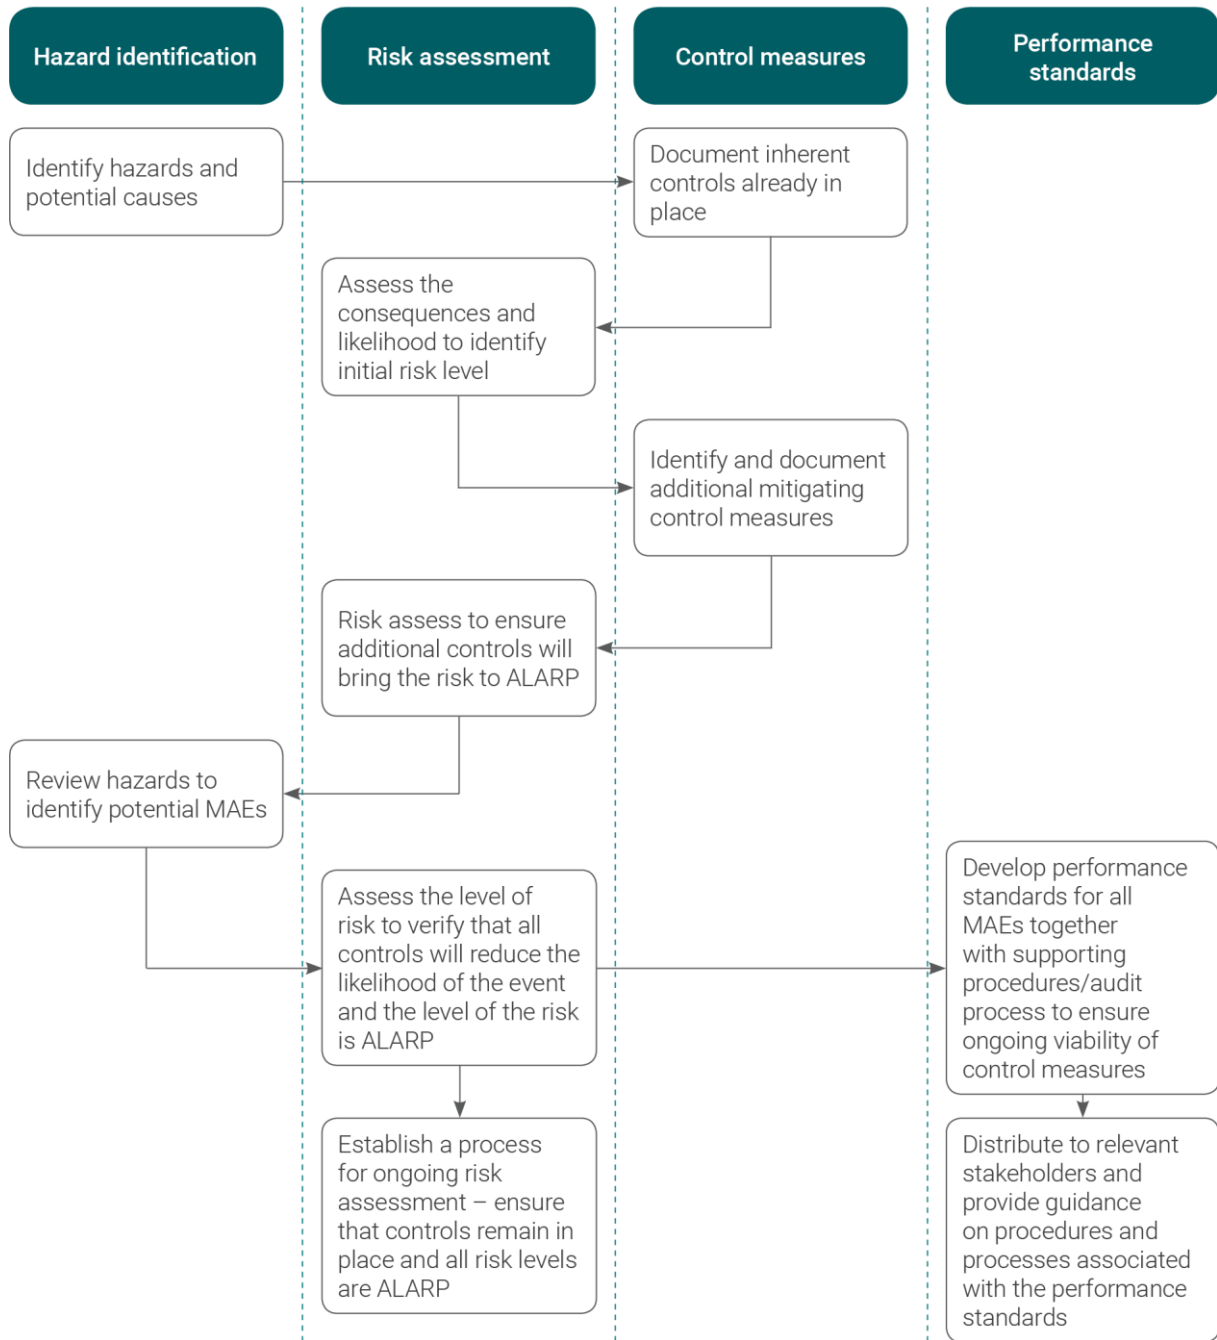 Hazard identification
Risk assessment
Control measures
Performance
standards
Identify hazards and
potential causes
Document inherent
controls already in
place
Assess the
consequences and
likelihood to identify
initial risk level
Identify and document
additional mitigating
control measures
Risk assess to ensure
additional controls will
bring the risk to ALARP
Review hazards to
identify potential MAEs
Assess the level of
risk to verify that all
controls will reduce the
likelihood of the event
and the level of the risk
is ALARP
Develop performance
standards for all
MAEs together
with supporting
procedures/audit
process to ensure
ongoing viability of
control measures
Establish a process
for ongoing risk
assessment – ensure
that controls remain in
place and all risk levels
are ALARP
Distribute to relevant
stakeholders and
provide guidance
on procedures and
processes associated
with the performance
standards